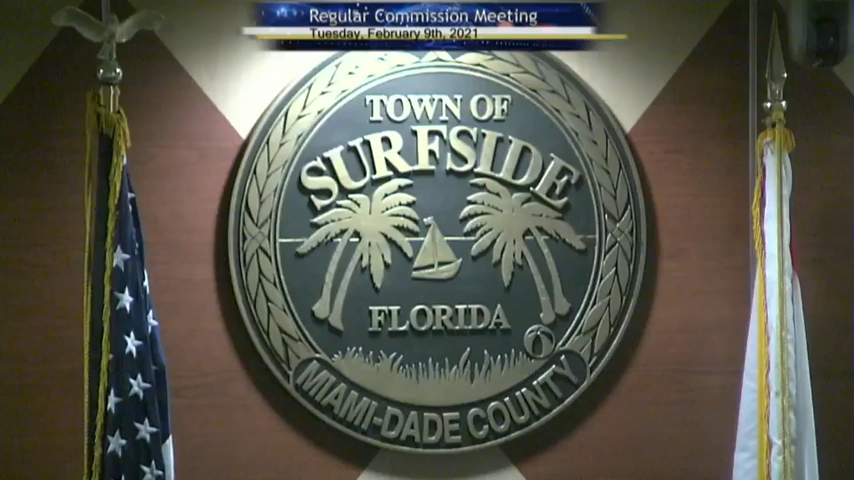 Regular Commission Meeting
Tuesday, February 9th, 2021
TOWN OF
SURFSIDE
FLORIDA
MIAMI-DADE COUNTY